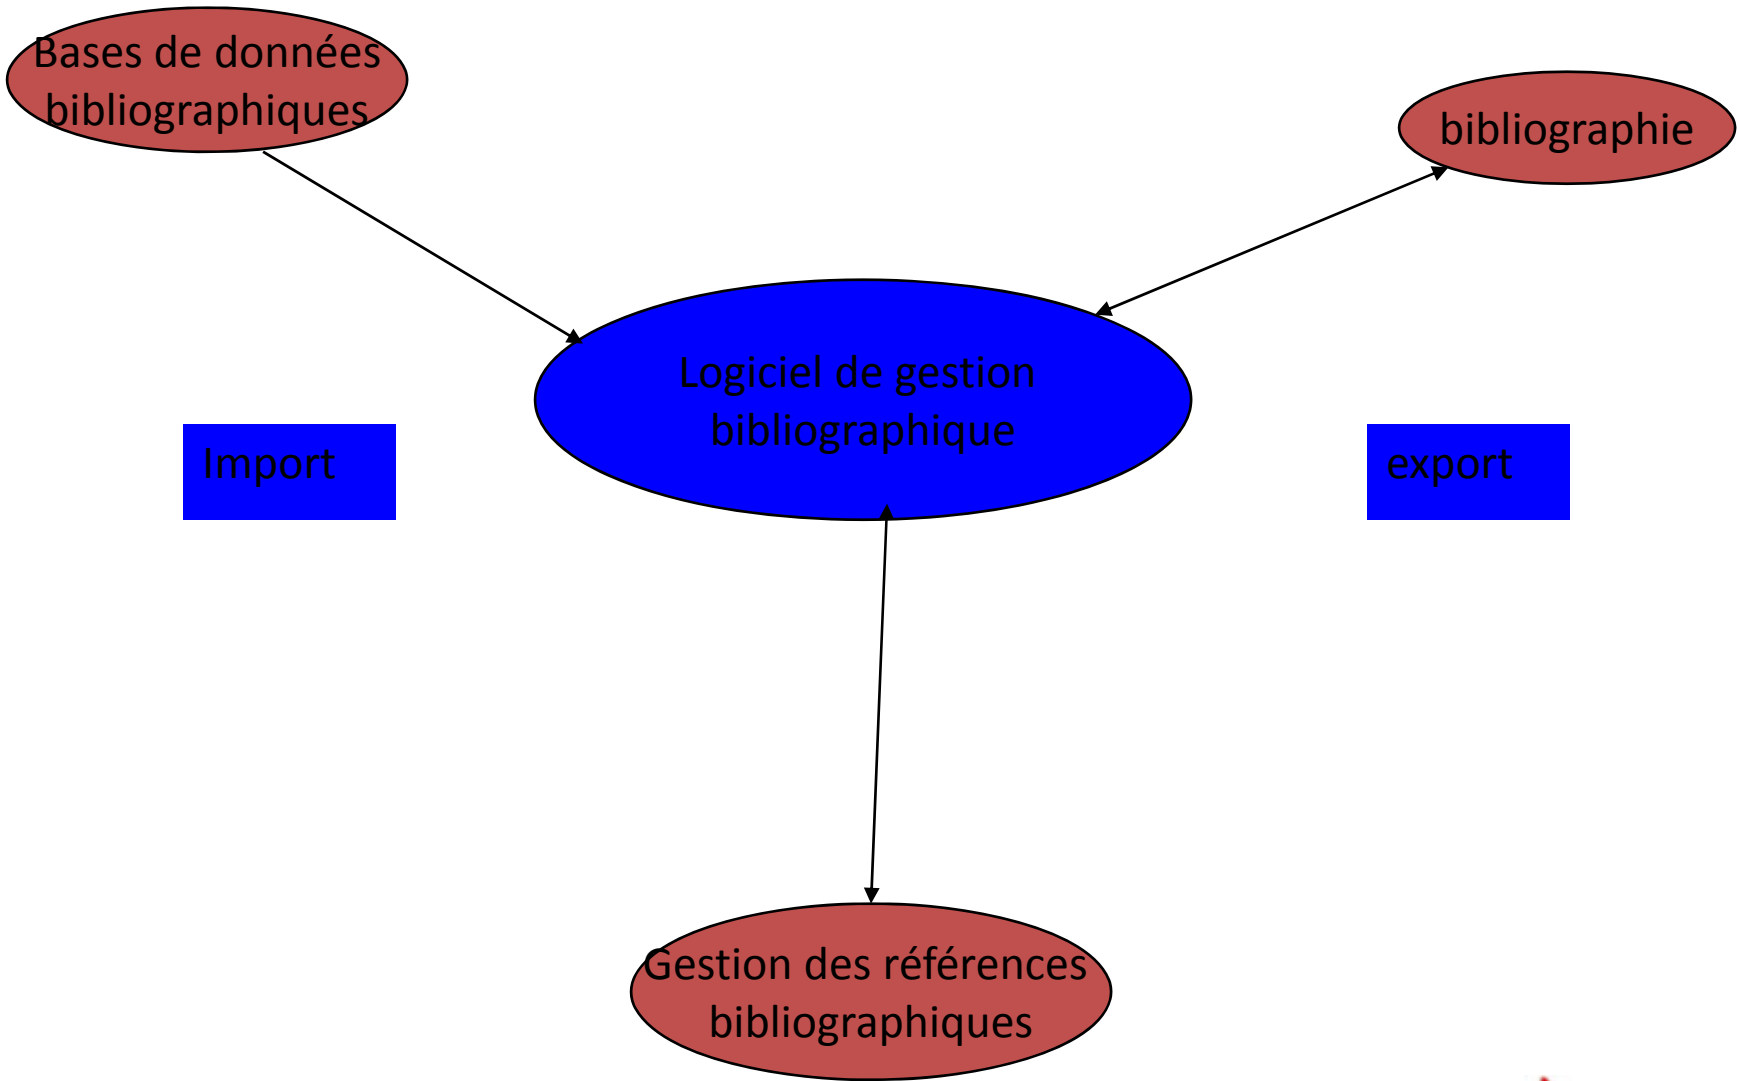 Bases de données
bibliographiques
bibliographie
Logiciel de gestion
bibliographique
Import
export
Gestion des références
bibliographiques